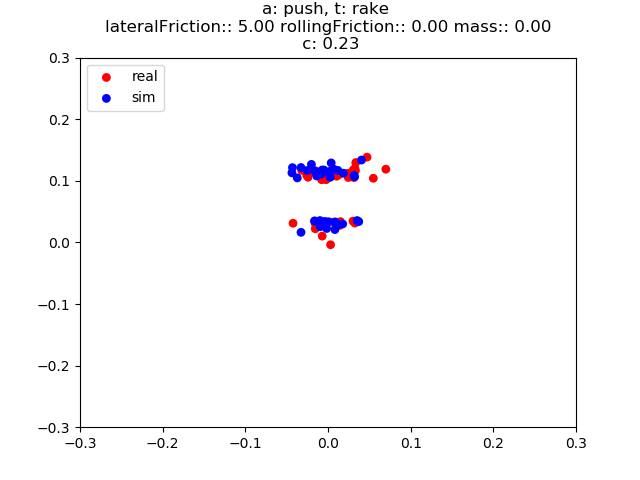 a: push, t: rake
lateralFriction:: 5.00 rollingFriction:: 0.00 mass:: 0.00
c: 0.23
real
sim
0.3
0.2
0.1
0.0
−0.1
−0.2
−0.3
−0.3
−0.2
−0.1
0.0
0.1
0.2
0.3